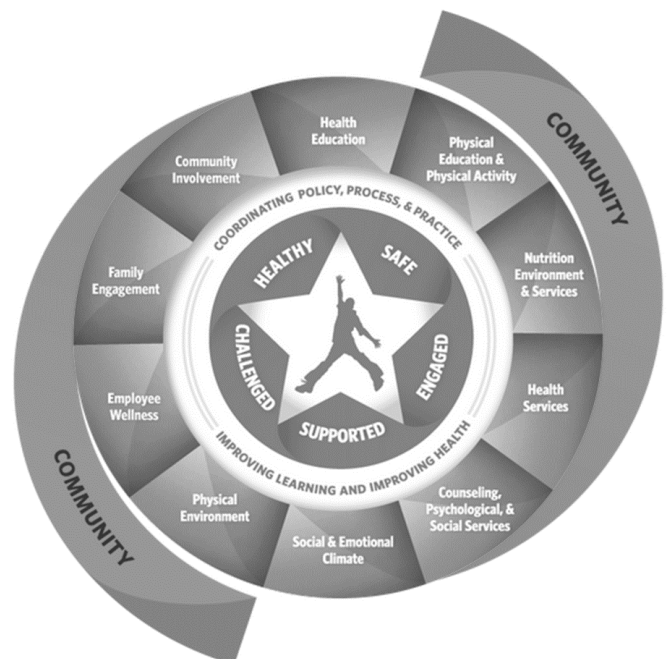 COMMUNITY
Health
Education
Physical
Education &
Physical Activity
Nutrition
Environment
& Services
Health
Services
Counseling,
Psychological, &
Social Services
Social & Emotional
Climate
Physical
Environment
Employee
Wellness
Family
Engagement
Community
Involvement
COORDINATING POLICY, PROCESS, & PRACTICE
IMPROVING LEARNING AND IMPROVING HEALTH
HEALTHY
SAFE
ENGAGED
SUPPORTED
CHALLENGED
COMMUNITY